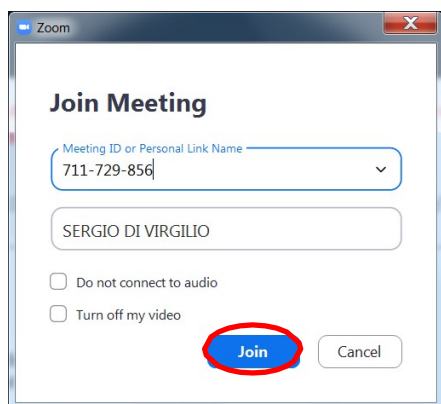 Zoom
Join Meeting
Meeting ID or Personal Link Name
711-729-856
SERGIO DI VIRGILIO
Do not connect to audio
Turn off my video
Join Cancel